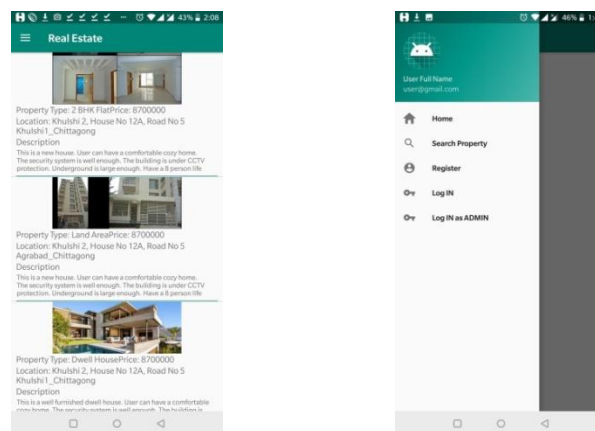 43% 2:08
Real Estate
Property Type: 2 BHK FlatPrice: 8700000
Location: Khulshi 2, House No 12A, Road No 5
Khulshi1_Chittagong
Description
This is a new house. User can have a comfortable cozy home.
The security system is well enough. The building is under CCTV
protection. Underground is large enough. Have a 8 person life
Property Type: Land AreaPrice: 8700000
Location: Khulshi 2, House No 12A, Road No 5
Agrabad_Chittagong
Description
This is a new house. User can have a comfortable cozy home.
The security system is well enough. The building is under CCTV
protection. Underground is large enough. Have a 8 person life
Property Type: Dwell HousePrice: 8700000
Location: Khulshi 2, House No 12A, Road No 5
Khulshi1_Chittagong
Description
This is a well furnished dwell house. User can have a comfortable
cozy home. The security system is well enough. The building is
46%
User Full Name
user@gmail.com
Home
Search Property
Register
Log IN
Log IN as ADMIN